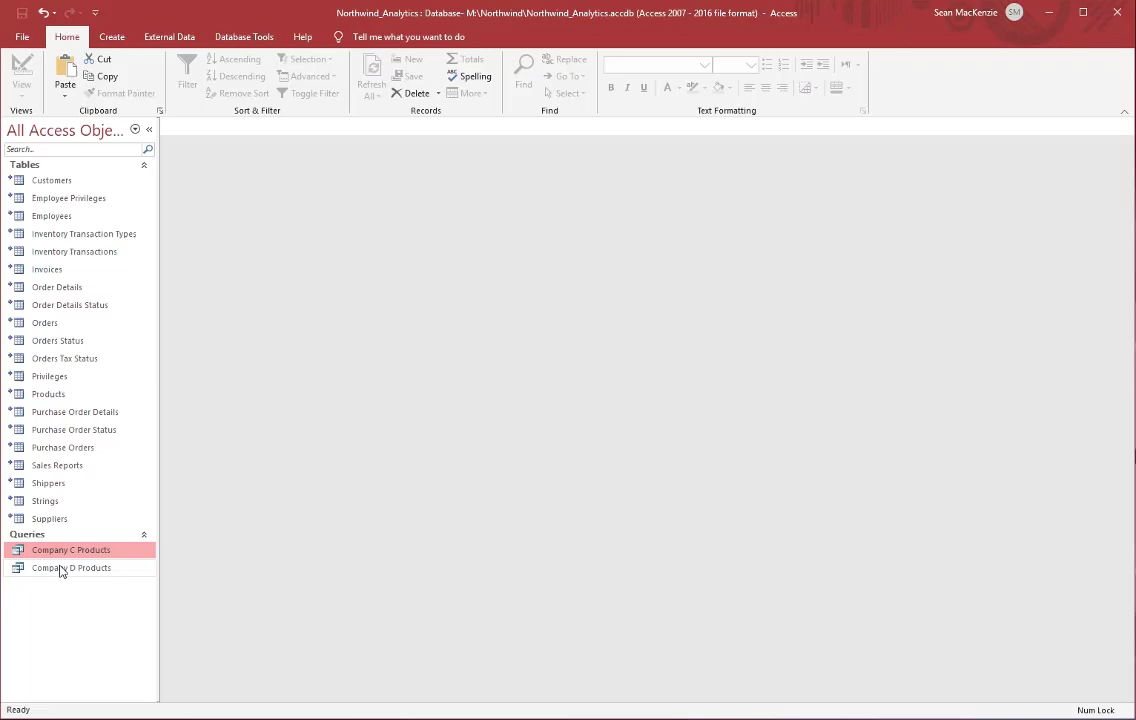 Northwind_Analytics : Database- M:\Northwind\Northwind_Analytics.accdb (Access 2007 - 2016 file format) - Access
Sean MacKenzie SM
File Home Create External Data Database Tools Help Tell me what you want to do
View
Views
Paste
Cut
Copy
Format Painter
Clipboard
Filter
Ascending
Descending
Remove Sort
Selection
Advanced
Toggle Filter
Sort & Filter
Refresh
All
New
Save
Delete
Totals
Spelling
More
Records
Find
Replace
Go To
Select
Find
B I U A
Text Formatting
All Access Obje...
Search...
Tables
Customers
Employee Privileges
Employees
Inventory Transaction Types
Inventory Transactions
Invoices
Order Details
Order Details Status
Orders
Orders Status
Orders Tax Status
Privileges
Products
Purchase Order Details
Purchase Order Status
Purchase Orders
Sales Reports
Shippers
Strings
Suppliers
Queries
Company C Products
Company D Products
Ready
Num Lock